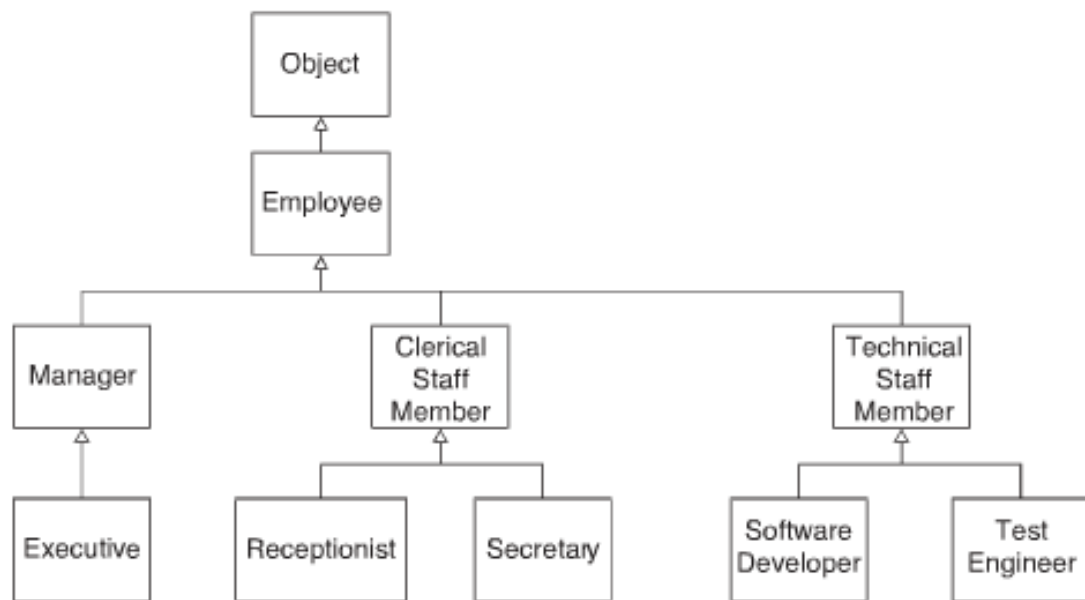 Object
Employee
Manager
Clerical
Staff
Member
Technical
Staff
Member
Executive
Receptionist
Secretary
Software
Developer
Test
Engineer